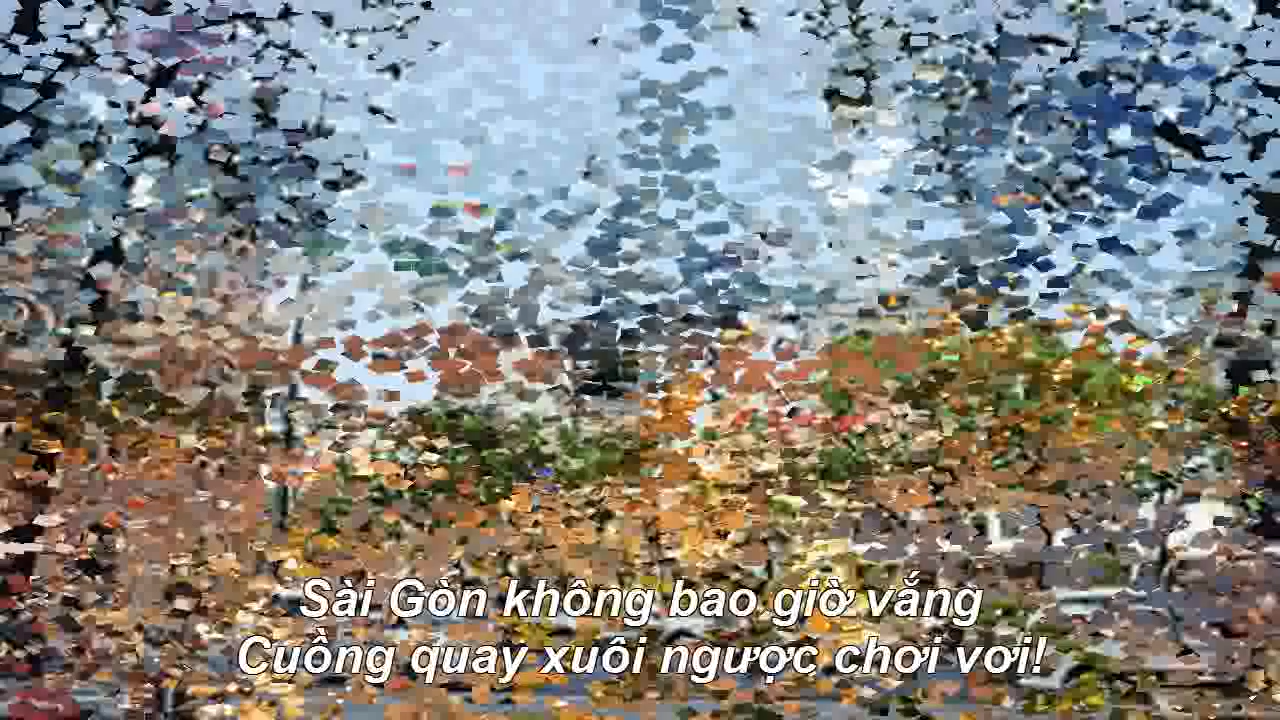 Sài Gòn không bao giờ vắng
Cuồng quay xuôi ngược chơi vơi!